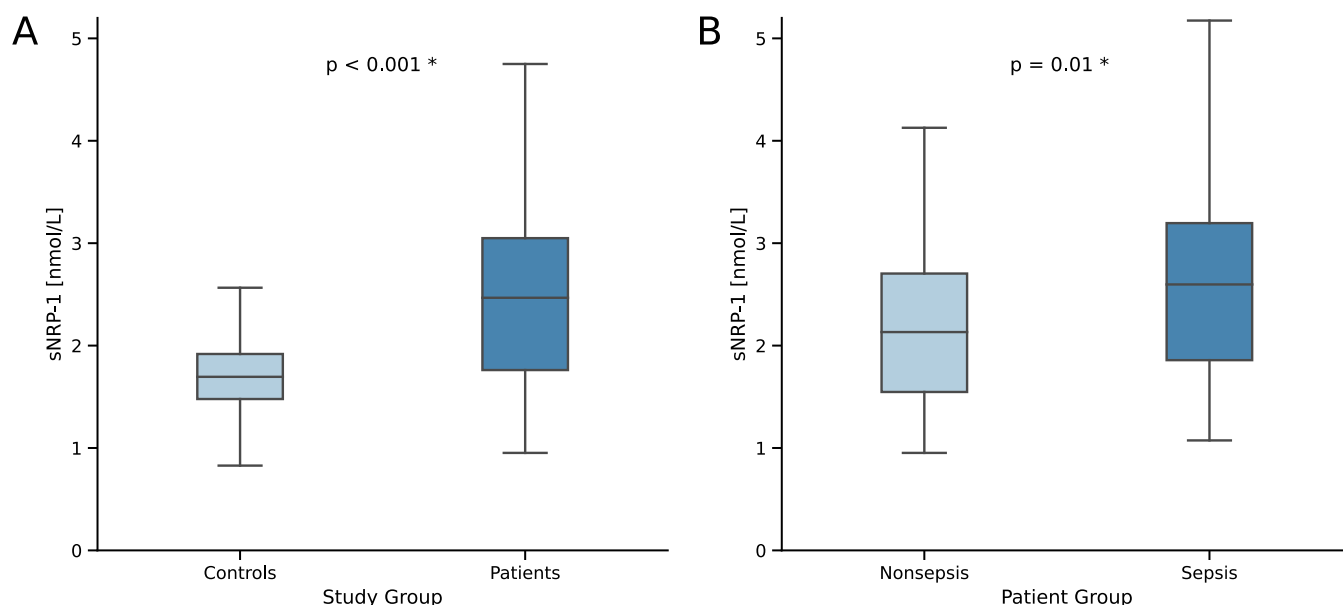 A
5
4
3
2
1
0
sNRP-1 [nmol/L]
p < 0.001 *
Controls
Patients
Study Group
B
5
4
3
2
1
0
sNRP-1 [nmol/L]
p = 0.01 *
Nonsepsis
Sepsis
Patient Group